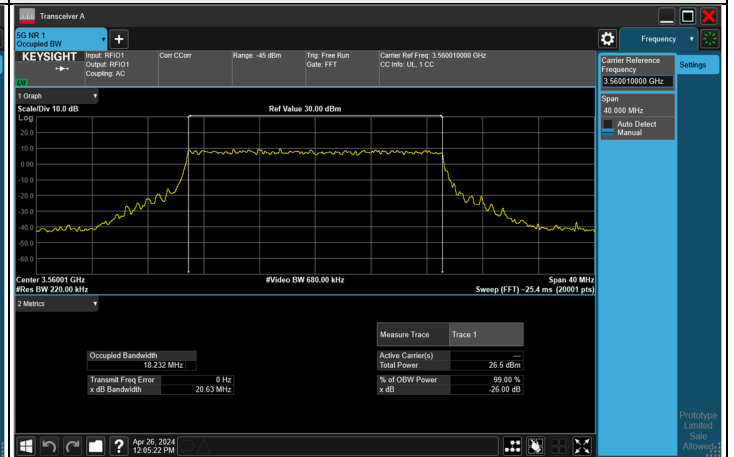 Transceiver A
5G NR 1
Occupied BW
KEYSIGHT
Input: RFIO1
Output: RFIO1
Coupling: AC
Corr CCorr
Range: -45 dBm
Trig: Free Run
Gate: FFT
Carrier Ref Freq: 3.560010000 GHz
CC Info: UL, 1 CC
LXI
Frequency
Carrier Reference
Frequency
3.560010000 GHz
Settings
Span
40.000 MHz
Auto Detect
Manual
1 Graph
Scale/Div 10.0 dB
Ref Value 30.00 dBm
Log
20.0
10.0
0.00
-10.0
-20.0
-30.0
-40.0
-50.0
-60.0
Center 3.56001 GHz
#Video BW 680.00 kHz
Span 40 MHz
#Res BW 220.00 kHz
Sweep (FFT) ~25.4 ms (20001 pts)
2 Metrics
Measure Trace
Trace 1
Occupied Bandwidth
18.232 MHz
Active Carrier(s)
---
Total Power
26.5 dBm
Transmit Freq Error
0 Hz
x dB Bandwidth
20.63 MHz
% of OBW Power
99.00 %
x dB
-26.00 dB
Prototype
Limited
Sale
Allowed
Apr 26, 2024
12:05:22 PM